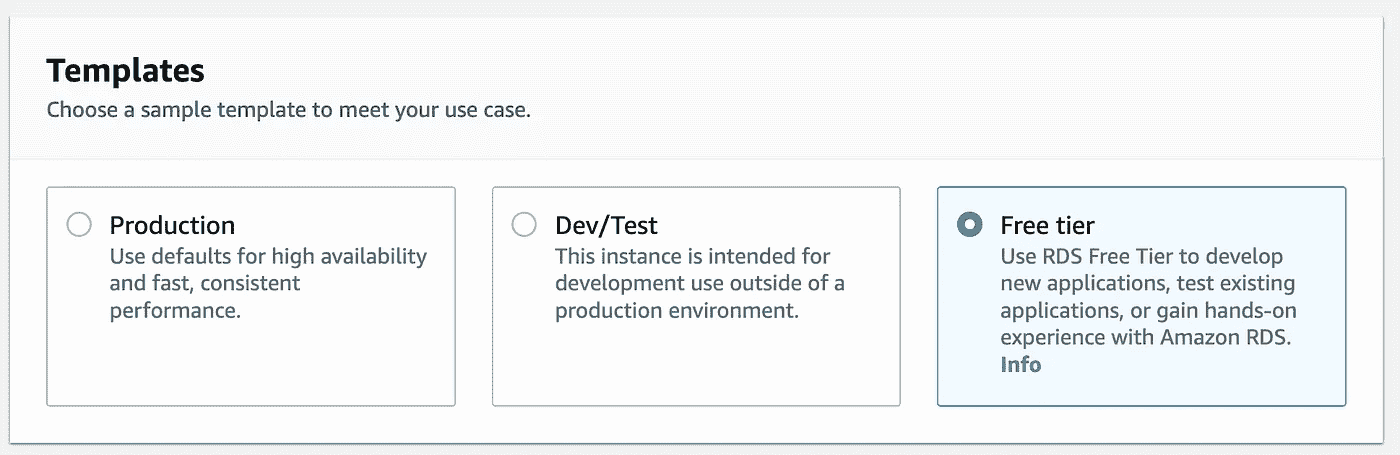 Templates
Choose a sample template to meet your use case.
Production
Use defaults for high availability
and fast, consistent
performance.
Dev/Test
This instance is intended for
development use outside of a
production environment.
Free tier
Use RDS Free Tier to develop
new applications, test existing
applications, or gain hands-on
experience with Amazon RDS.
Info